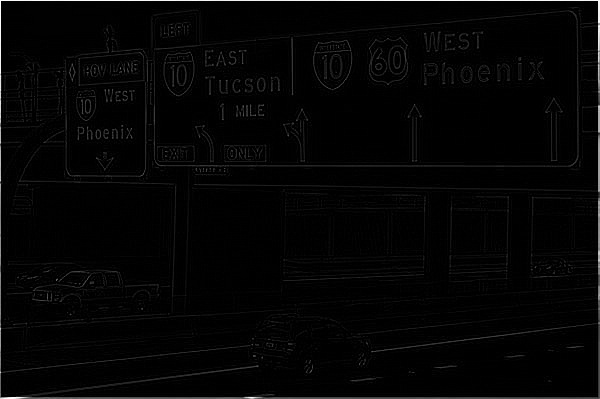 HOV LANE
10 WEST
Phoenix
LEFT
10 EAST
Tucson
1 MILE
EXIT ONLY
10 60 WEST
Phoenix